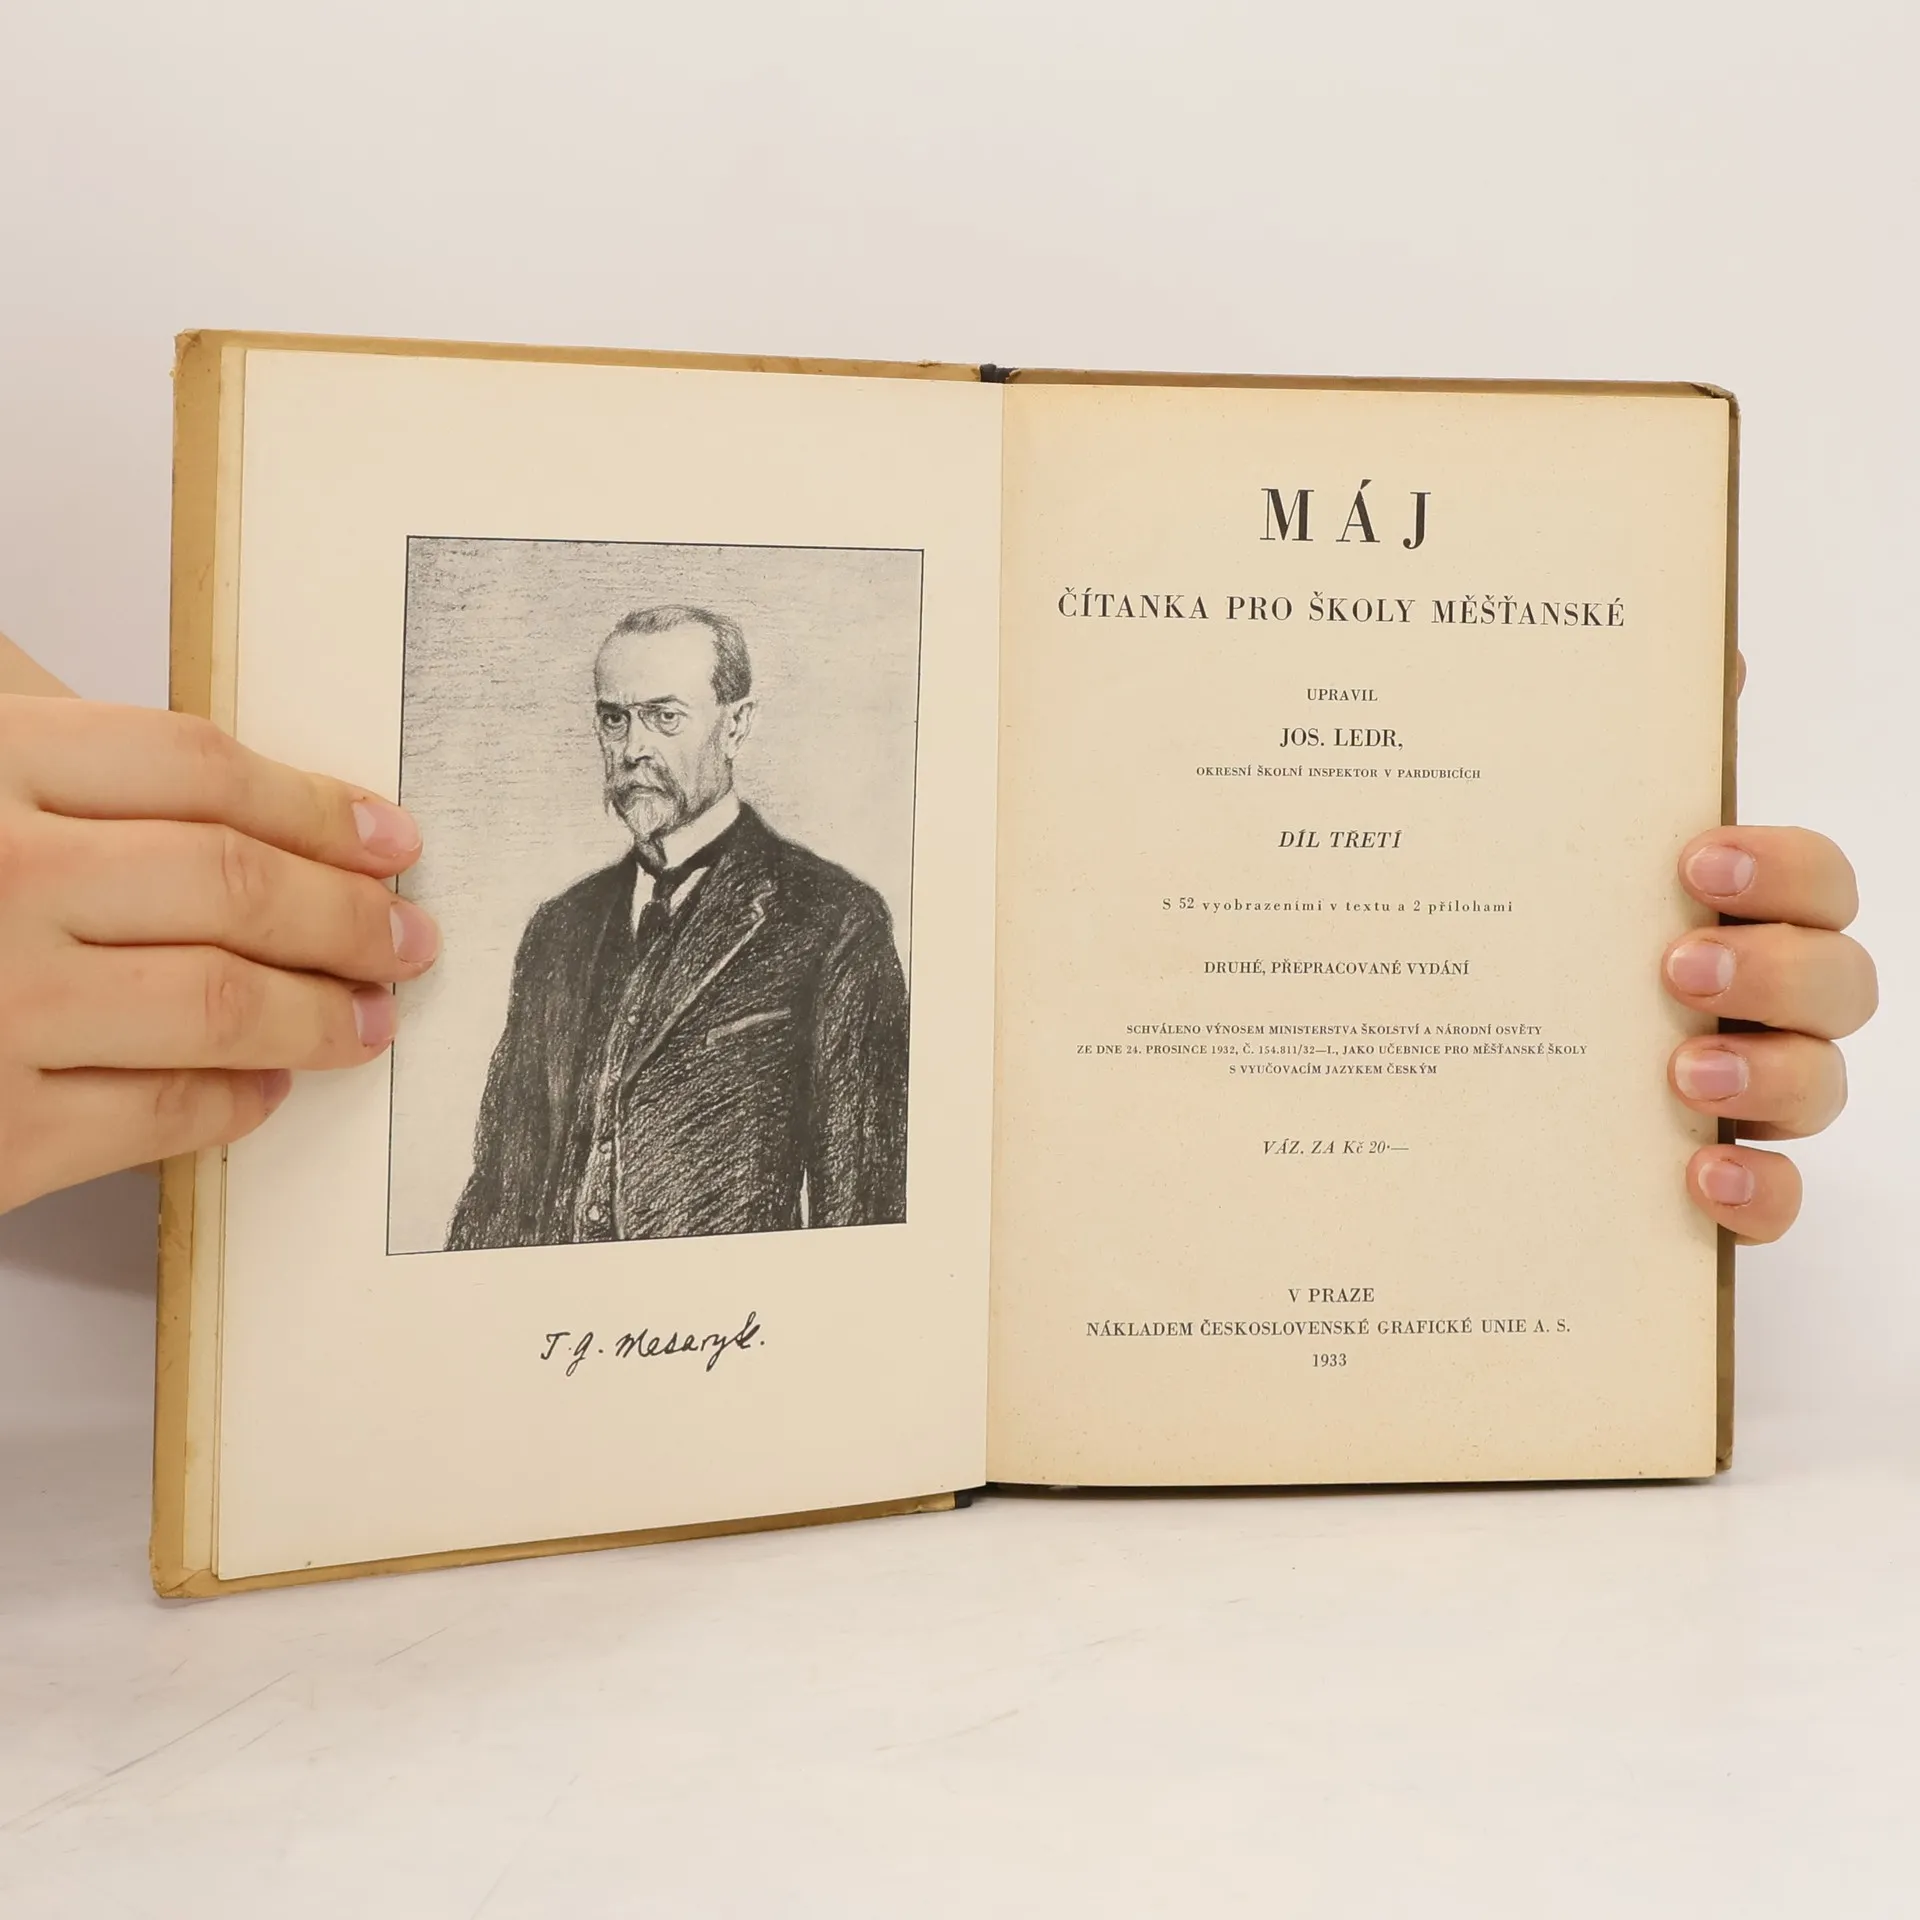 T. G. Masaryk.
MÁJ
ČÍTANKA PRO ŠKOLY MĚŠŤANSKÉ
UPRAVIL
JOS. LEDR,
OKRESNÍ ŠKOLNÍ INSPEKTOR V PARDUBICÍCH
DÍL TŘETÍ
S 52 vyobrazeními v textu a 2 přílohami
DRUHÉ, PŘEPRACOVANÉ VYDÁNÍ
SCHVÁLENO VÝNOSEM MINISTERSTVA ŠKOLSTVÍ A NÁRODNÍ OSVĚTY
ZE DNE 24. PROSINCE 1932, Č. 154.811/32—I., JAKO UČEBNICE PRO MĚŠŤANSKÉ ŠKOLY
S VYUČOVACÍM JAZYKEM ČESKÝM
VÁZ. ZA Kč 20·—
V PRAZE
NÁKLADEM ČESKOSLOVENSKÉ GRAFICKÉ UNIE A. S.
1933